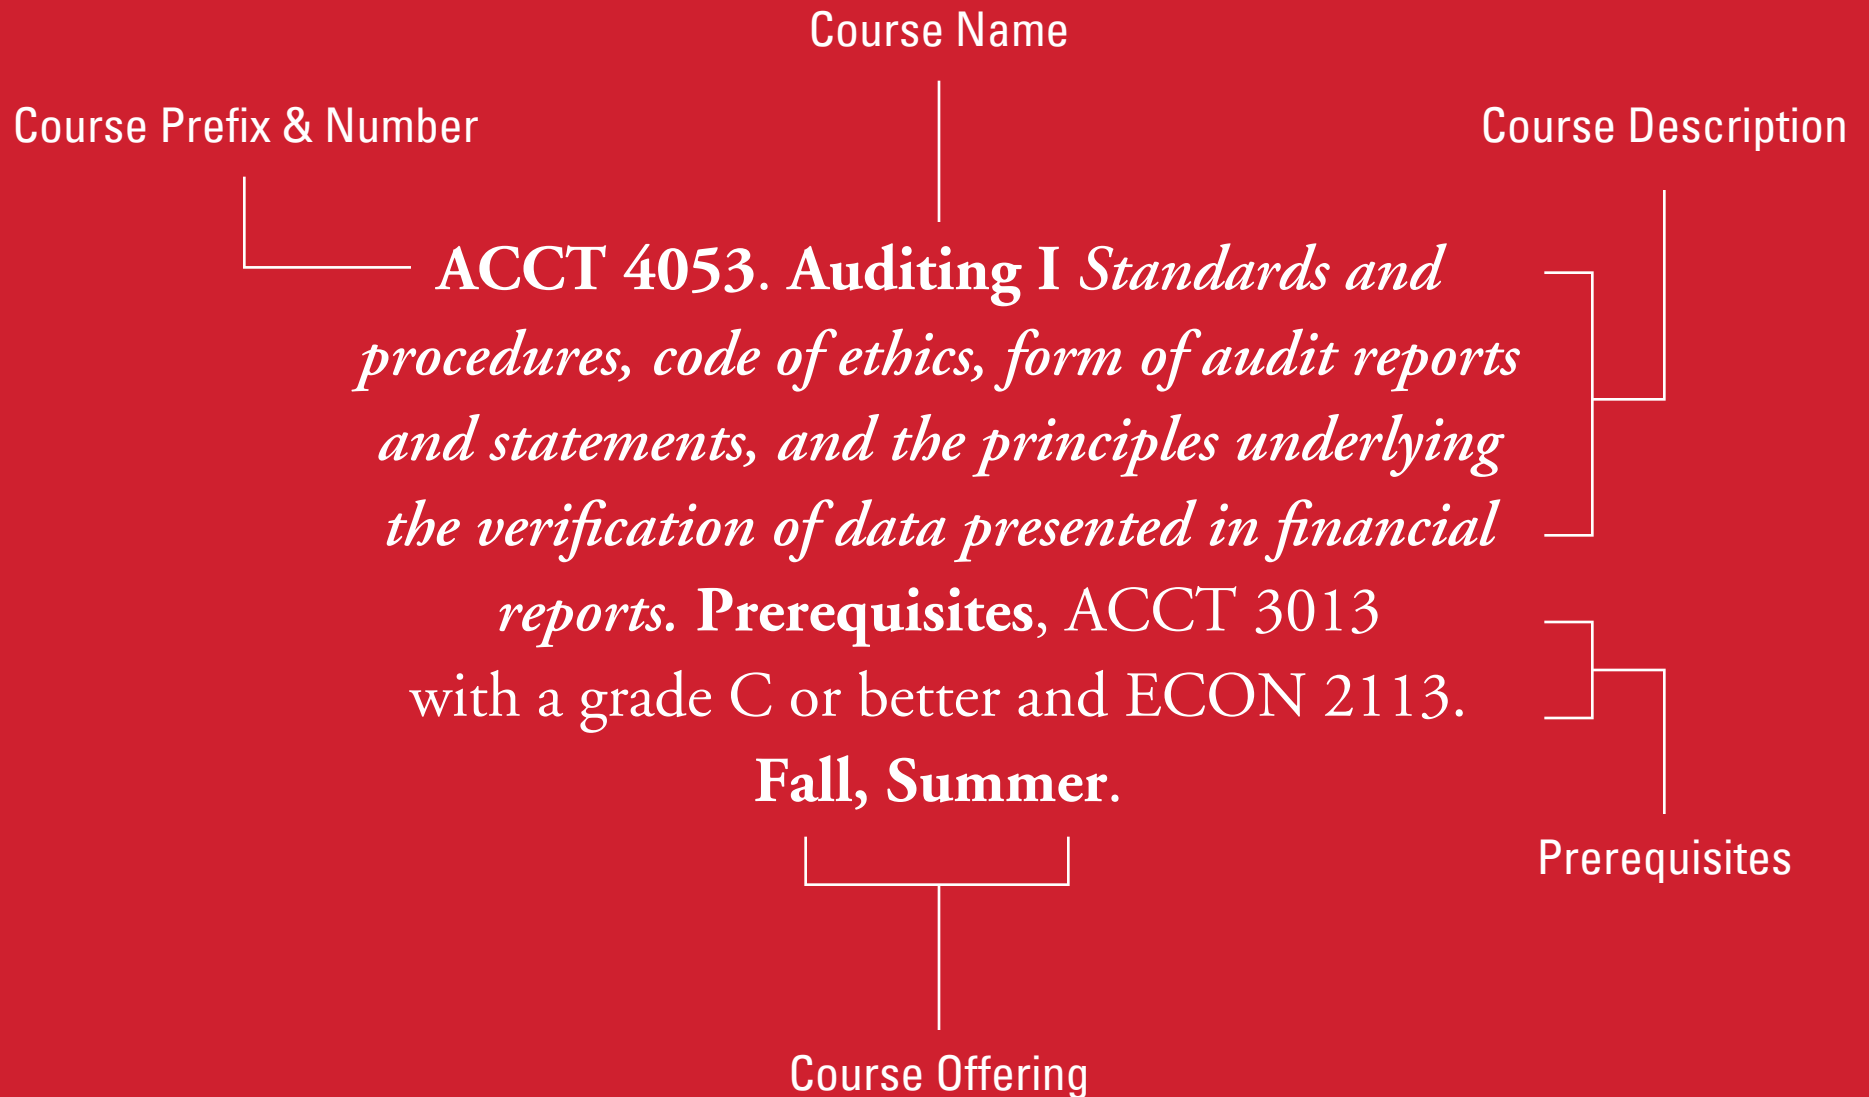 Course Name
Course Prefix & Number
Course Description
ACCT 4053. Auditing I Standards and
procedures, code of ethics, form of audit reports
and statements, and the principles underlying
the verification of data presented in financial
reports. Prerequisites, ACCT 3013
with a grade C or better and ECON 2113.
Fall, Summer.
Prerequisites
Course Offering